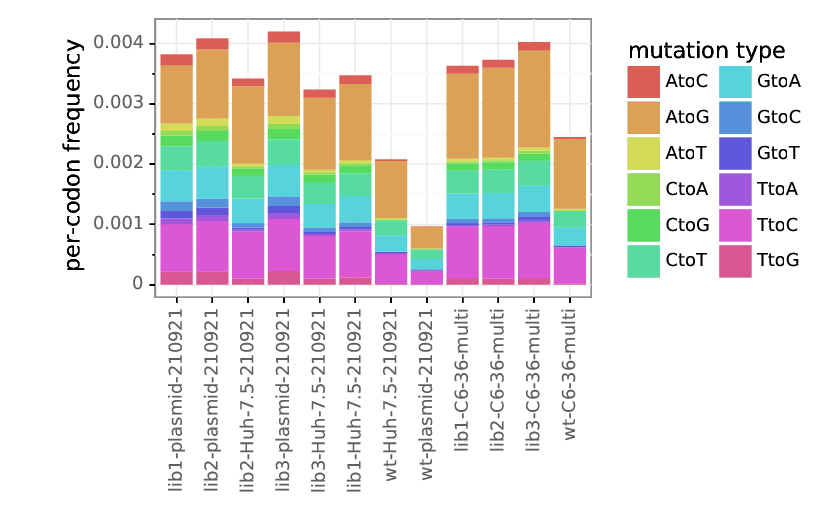 per-codon frequency
0.004
0.003
0.002
0.001
0
lib1-plasmid-210921
lib2-plasmid-210921
lib2-Huh-7.5-210921
lib3-plasmid-210921
lib3-Huh-7.5-210921
lib1-Huh-7.5-210921
wt-Huh-7.5-210921
wt-plasmid-210921
lib1-C6-36-multi
lib2-C6-36-multi
lib3-C6-36-multi
wt-C6-36-multi
mutation type
AtoC
AtoG
AtoT
CtoA
CtoG
CtoT
GtoA
GtoC
GtoT
TtoA
TtoC
TtoG